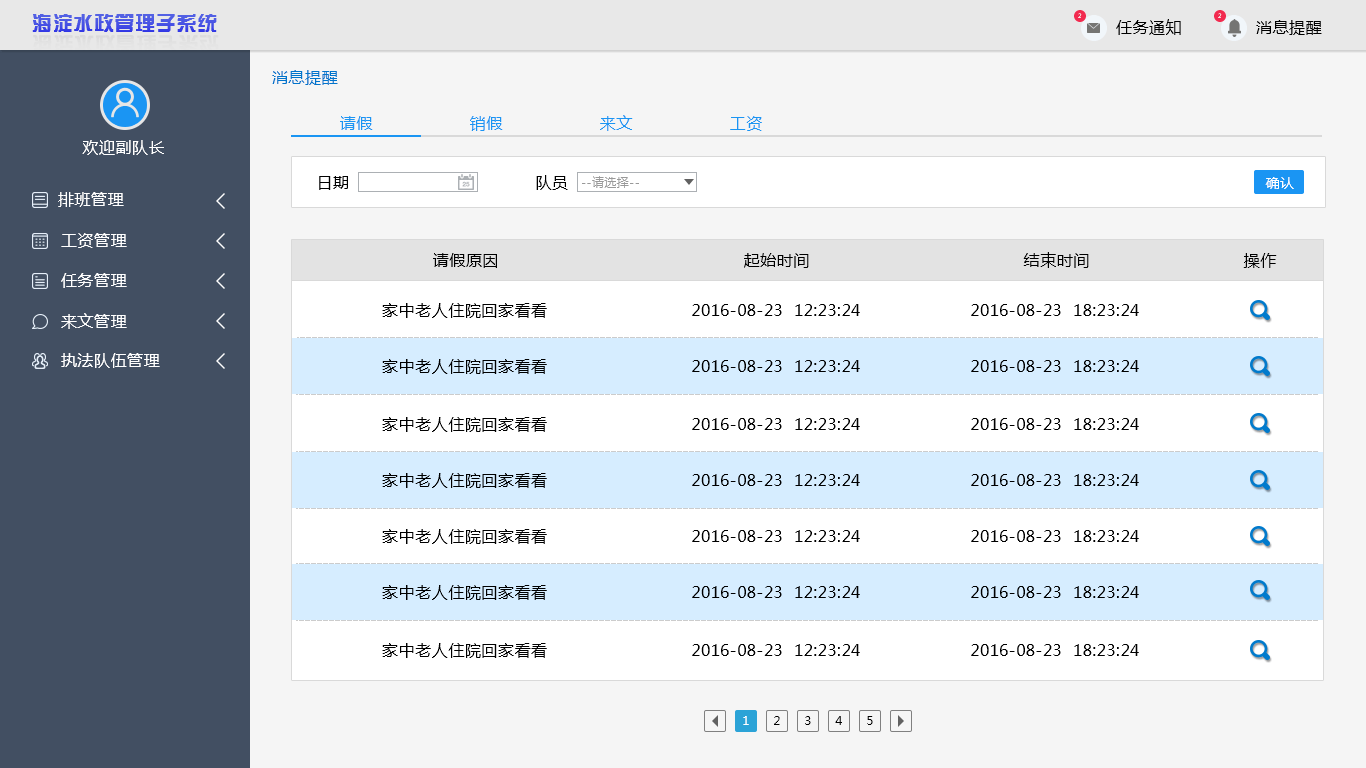 海淀水政管理子系统
2 任务通知 2 消息提醒
欢迎副队长
排班管理
工资管理
任务管理
来文管理
执法队伍管理
消息提醒
请假 销假 来文 工资
日期 25 队员 --请选择-- 确认
请假原因 起始时间 结束时间 操作
家中老人住院回家看看 2016-08-23 12:23:24 2016-08-23 18:23:24
家中老人住院回家看看 2016-08-23 12:23:24 2016-08-23 18:23:24
家中老人住院回家看看 2016-08-23 12:23:24 2016-08-23 18:23:24
家中老人住院回家看看 2016-08-23 12:23:24 2016-08-23 18:23:24
家中老人住院回家看看 2016-08-23 12:23:24 2016-08-23 18:23:24
家中老人住院回家看看 2016-08-23 12:23:24 2016-08-23 18:23:24
家中老人住院回家看看 2016-08-23 12:23:24 2016-08-23 18:23:24
1 2 3 4 5